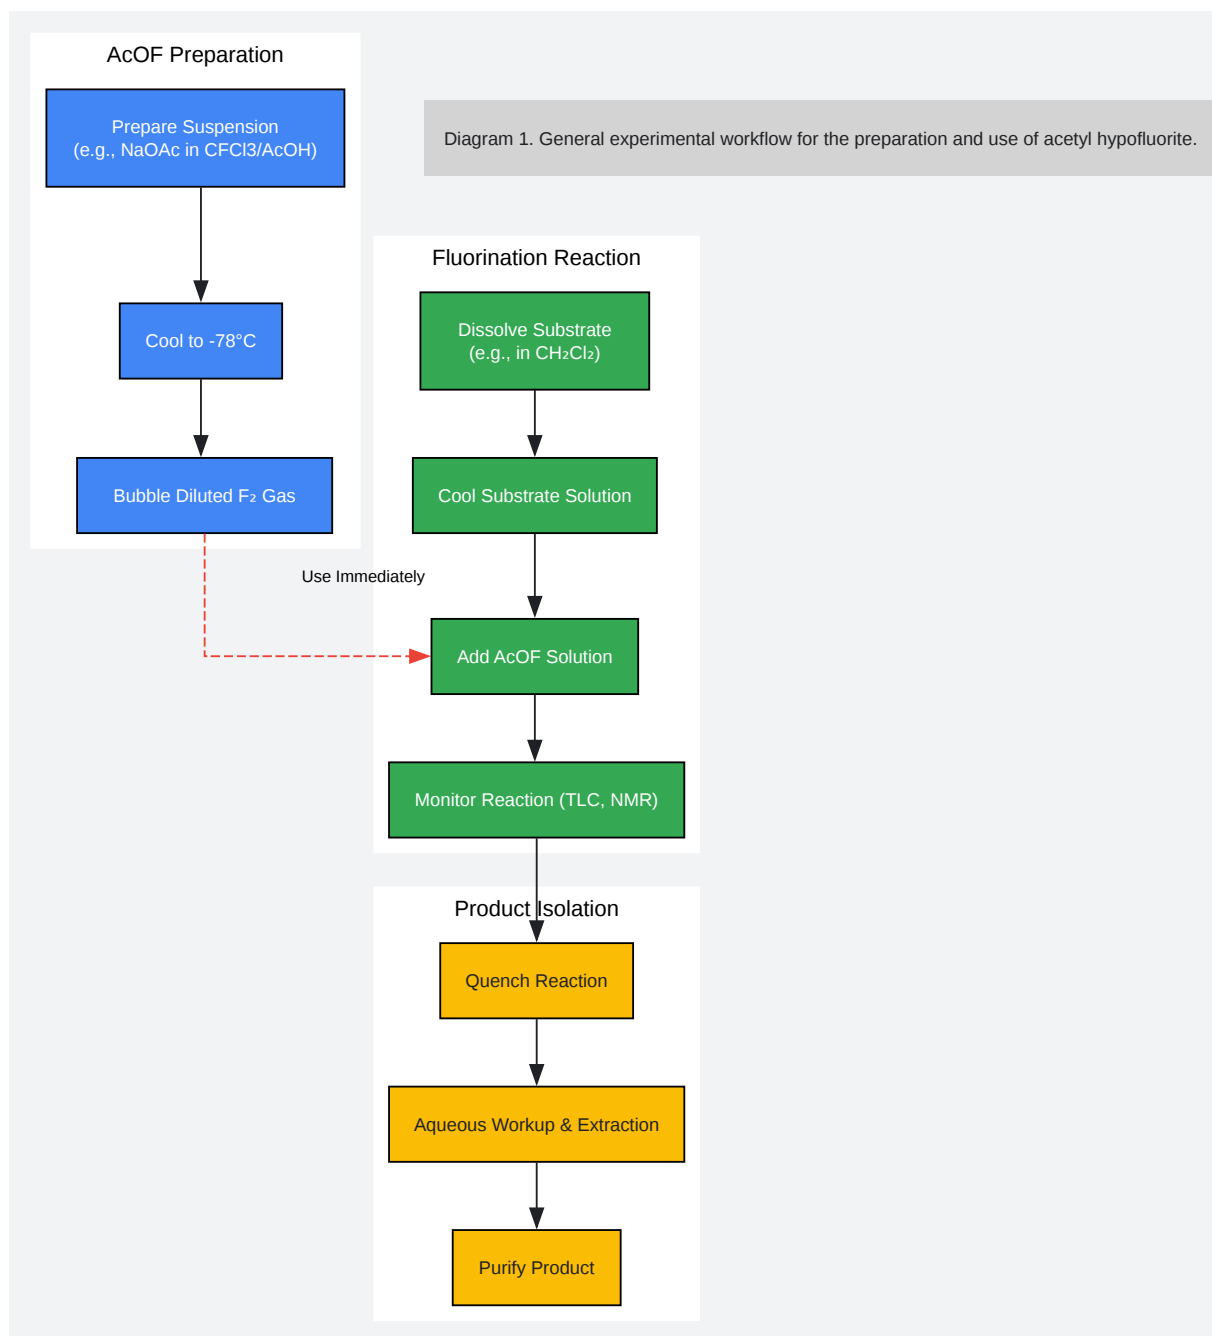 AcOF Preparation
Prepare Suspension
(e.g., NaOAc in CFCl3/AcOH)
Cool to -78°C
Bubble Diluted F₂ Gas
Diagram 1. General experimental workflow for the preparation and use of acetyl hypofluorite.
Fluorination Reaction
Dissolve Substrate
(e.g., in CH₂Cl₂)
Cool Substrate Solution
Use Immediately
Add AcOF Solution
Monitor Reaction (TLC, NMR)
Product Isolation
Quench Reaction
Aqueous Workup & Extraction
Purify Product